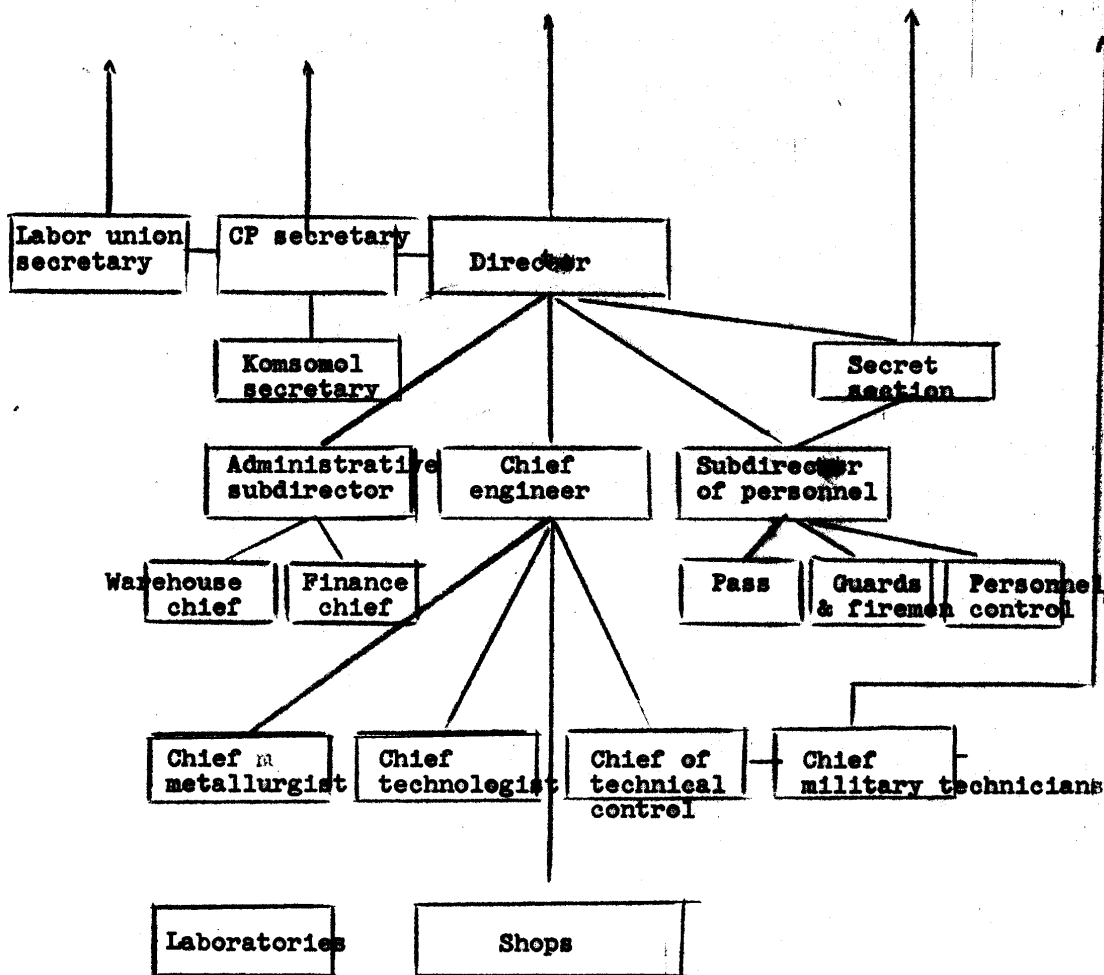 Labor union
secretary
CP secretary
Director
Komsomol
secretary
Secret
section
Administrative
subdirector
Chief
engineer
Subdirector
of personnel
Warehouse
chief
Finance
chief
Pass
Guards
& firemen
Personnel
control
Chief m
metallurgist
Chief
technologist
Chief of
technical
control
Chief
military technicians
Laboratories
Shops